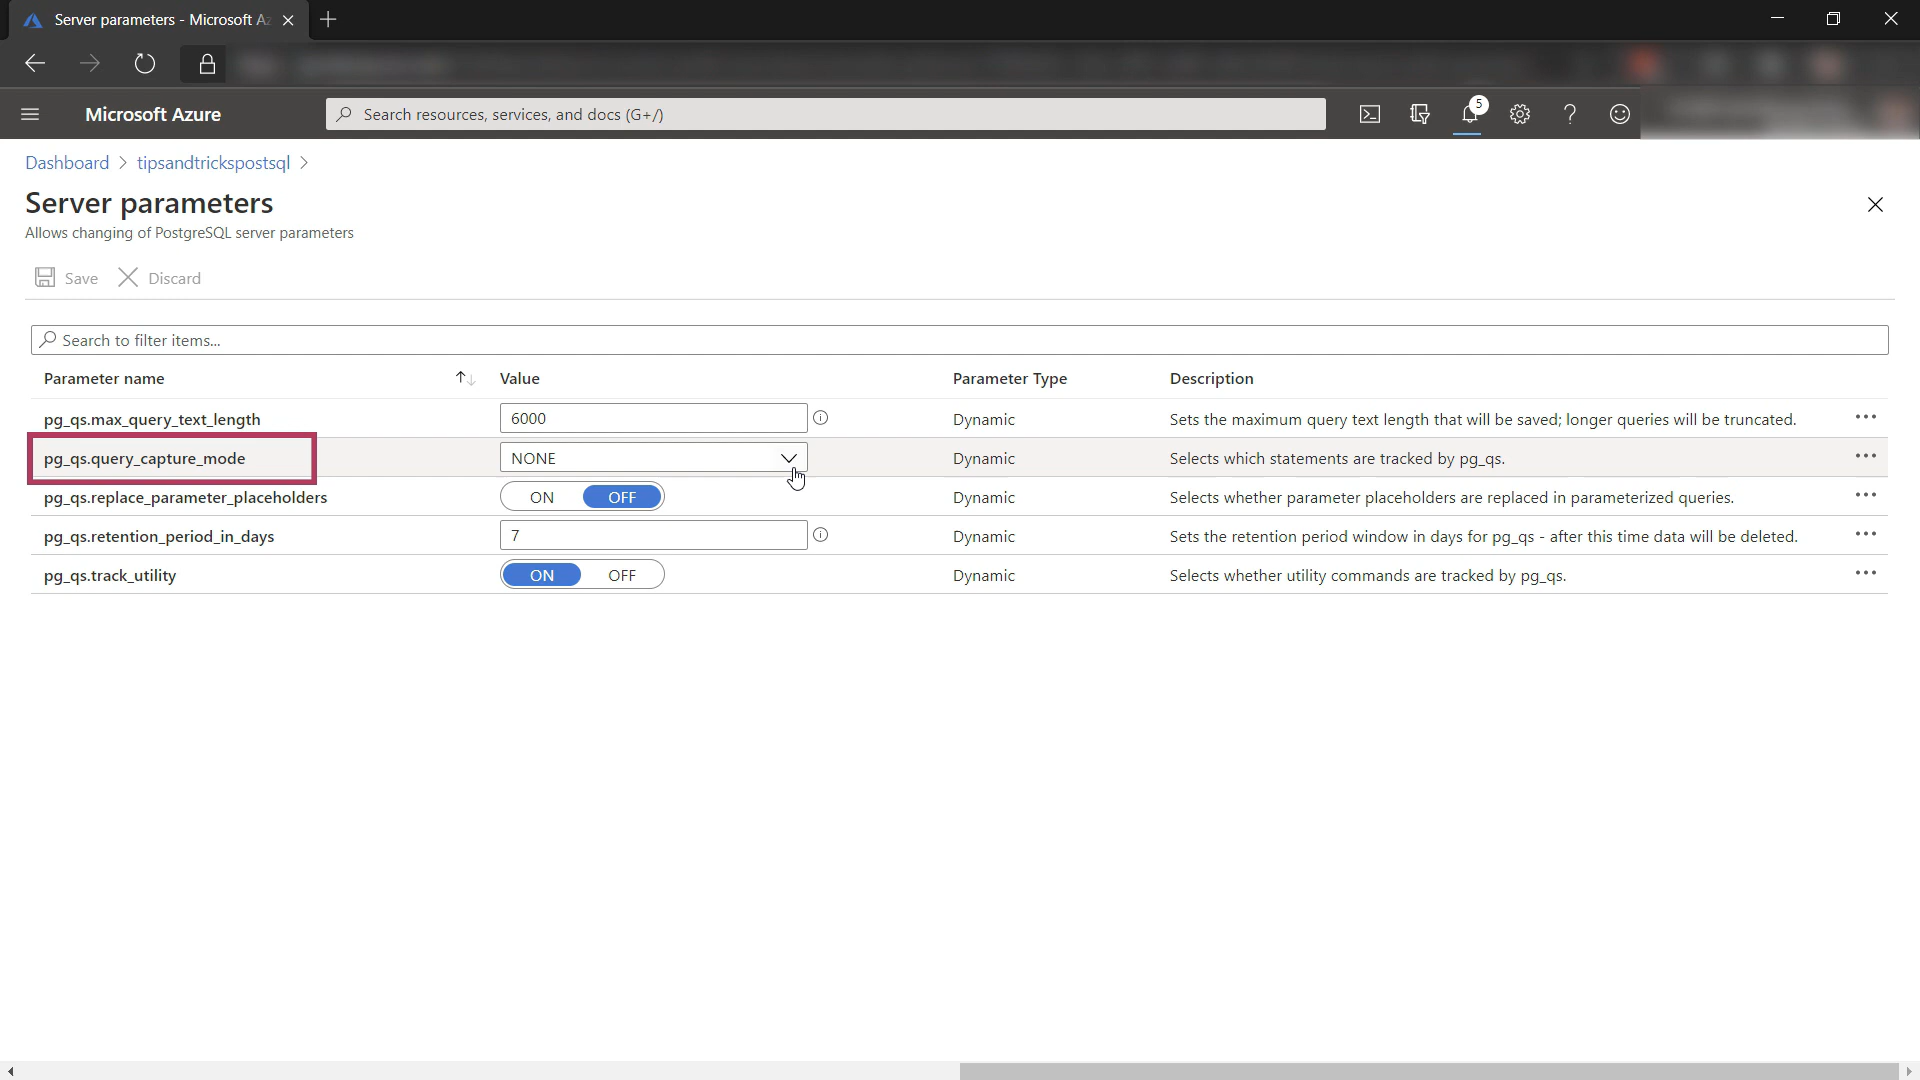 Server parameters - Microsoft Az
Microsoft Azure
Search resources, services, and docs (G+/)
5
Dashboard > tipsandtrickspostsql >
Server parameters
Allows changing of PostgreSQL server parameters
Save Discard
Search to filter items...
Parameter name Value Parameter Type Description
pg_qs.max_query_text_length 6000 Dynamic Sets the maximum query text length that will be saved; longer queries will be truncated.
pg_qs.query_capture_mode NONE Dynamic Selects which statements are tracked by pg_qs.
pg_qs.replace_parameter_placeholders ON OFF Dynamic Selects whether parameter placeholders are replaced in parameterized queries.
pg_qs.retention_period_in_days 7 Dynamic Sets the retention period window in days for pg_qs - after this time data will be deleted.
pg_qs.track_utility ON OFF Dynamic Selects whether utility commands are tracked by pg_qs.